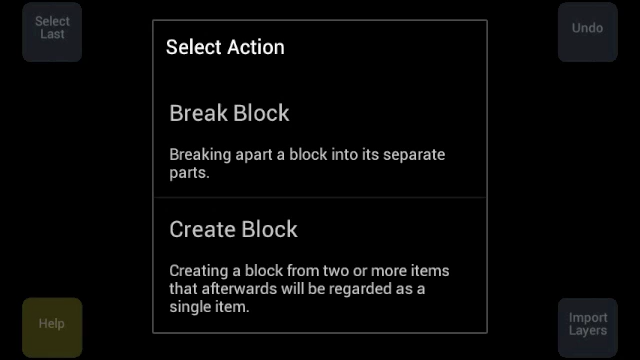 Select
Last
Undo
Select Action
Break Block
Breaking apart a block into its separate
parts.
Create Block
Creating a block from two or more items
that afterwards will be regarded as a
single item.
Help
Import
Layers